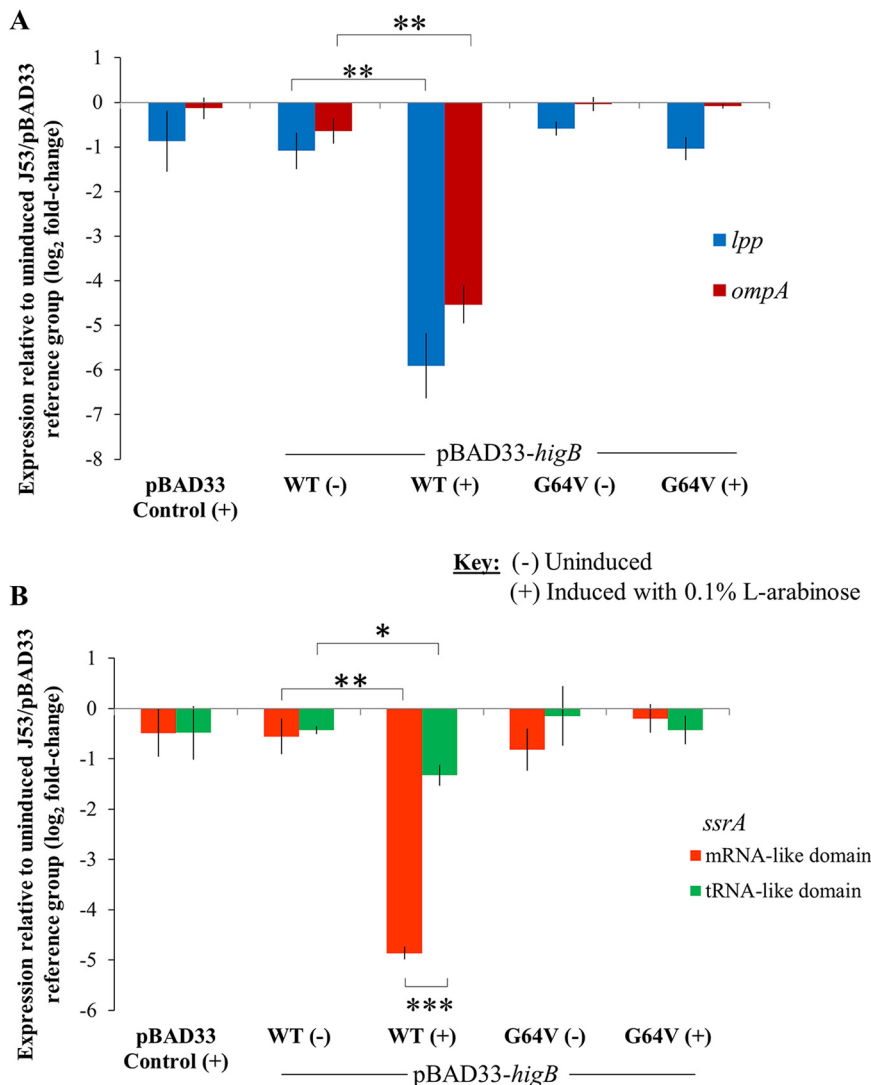 A
Expression relative to uninduced J53/pBAD33
reference group (log2 fold-change)
1
0
-1
-2
-3
-4
-5
-6
-7
-8
**
**
lpp
ompA
pBAD33-higB
pBAD33
Control (+)
WT (-)
WT (+)
G64V (-)
G64V (+)
Key: (-) Uninduced
(+) Induced with 0.1% L-arabinose
B
Expression relative to uninduced J53/pBAD33
reference group (log2 fold-change)
1
0
-1
-2
-3
-4
-5
-6
*
**
***
ssrA
mRNA-like domain
tRNA-like domain
pBAD33
Control (+)
WT (-)
WT (+)
G64V (-)
G64V (+)
pBAD33-higB